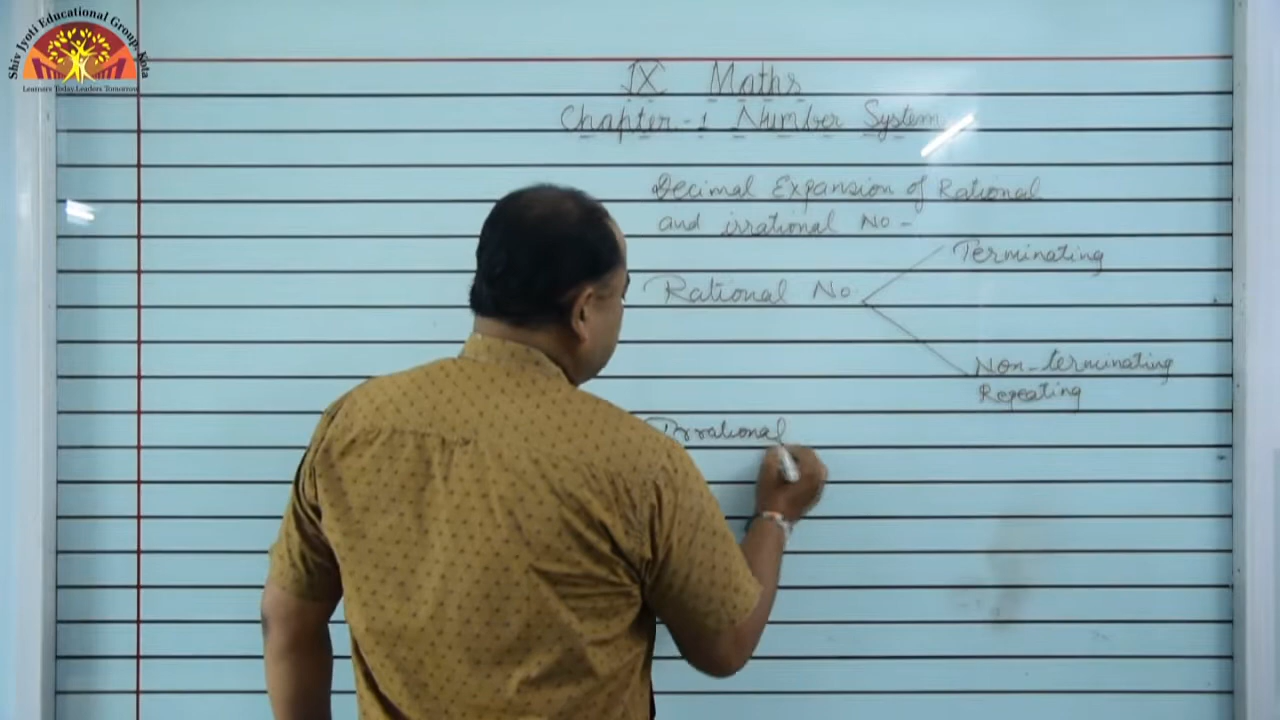 Shiv Jyoti Educational Group, Kota
Learners Today Leaders Tomorrow
IX Maths
Chapter-1 Number System
Decimal Expansion of Rational
and irrational No-
Terminating
Rational No.
Non-terminating
Repeating
Irrational